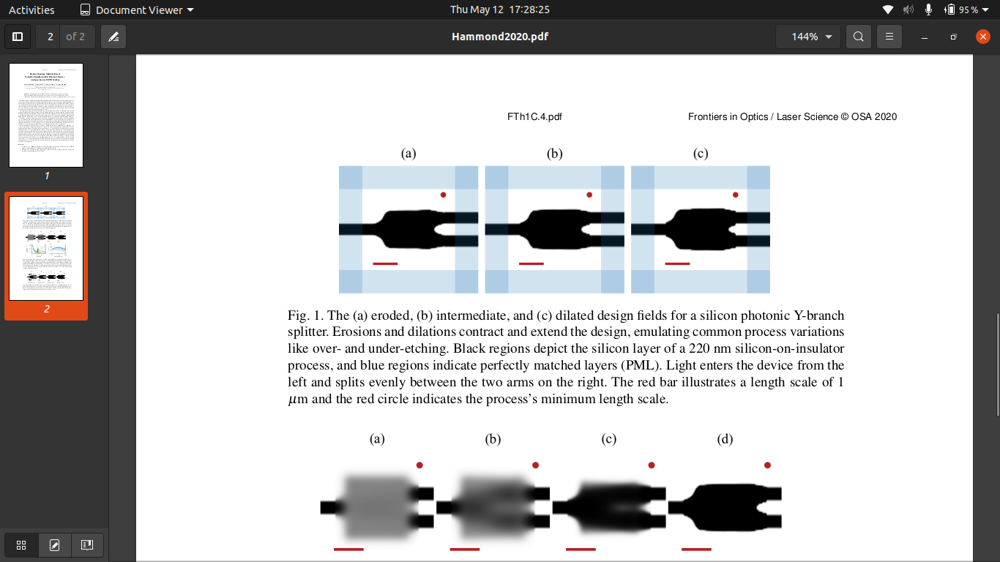 Activities Document Viewer Thu May 12 17:28:25 95 %
2 of 2 Hammond2020.pdf 144%
1
2
FTh1C.4.pdf Frontiers in Optics / Laser Science © OSA 2020
(a) (b) (c)
Fig. 1. The (a) eroded, (b) intermediate, and (c) dilated design fields for a silicon photonic Y-branch
splitter. Erosions and dilations contract and extend the design, emulating common process variations
like over- and under-etching. Black regions depict the silicon layer of a 220 nm silicon-on-insulator
process, and blue regions indicate perfectly matched layers (PML). Light enters the device from the
left and splits evenly between the two arms on the right. The red bar illustrates a length scale of 1
μm and the red circle indicates the process's minimum length scale.
(a) (b) (c) (d)